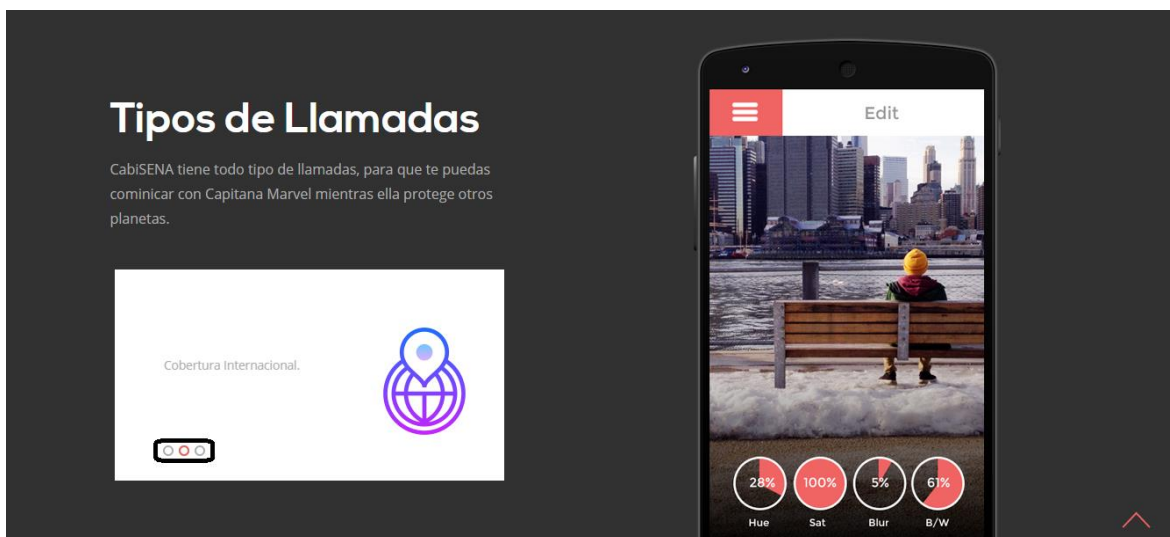 Tipos de Llamadas
CabiSENA tiene todo tipo de llamadas, para que te puedas
cominicar con Capitana Marvel mientras ella protege otros
planetas.
Cobertura Internacional.
Edit
28% 100% 5% 61%
Hue Sat Blur B/W